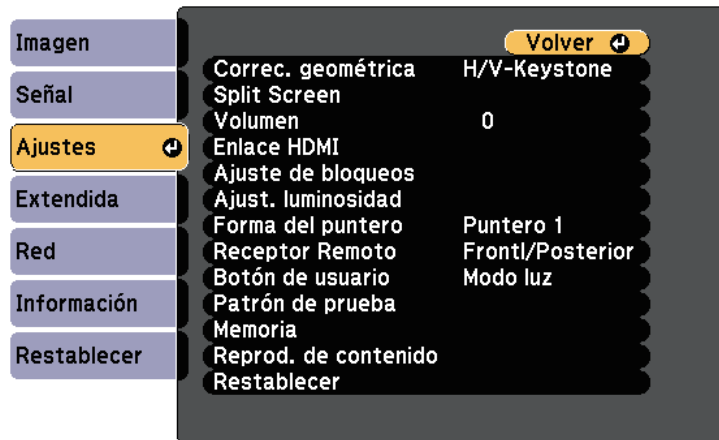 Imagen
Señal
Ajustes
Extendida
Red
Información
Restablecer
Volver
Correc. geométrica H/V-Keystone
Split Screen
Volumen 0
Enlace HDMI
Ajuste de bloqueos
Ajust. luminosidad
Forma del puntero Puntero 1
Receptor Remoto Frontl/Posterior
Botón de usuario Modo luz
Patrón de prueba
Memoria
Reprod. de contenido
Restablecer